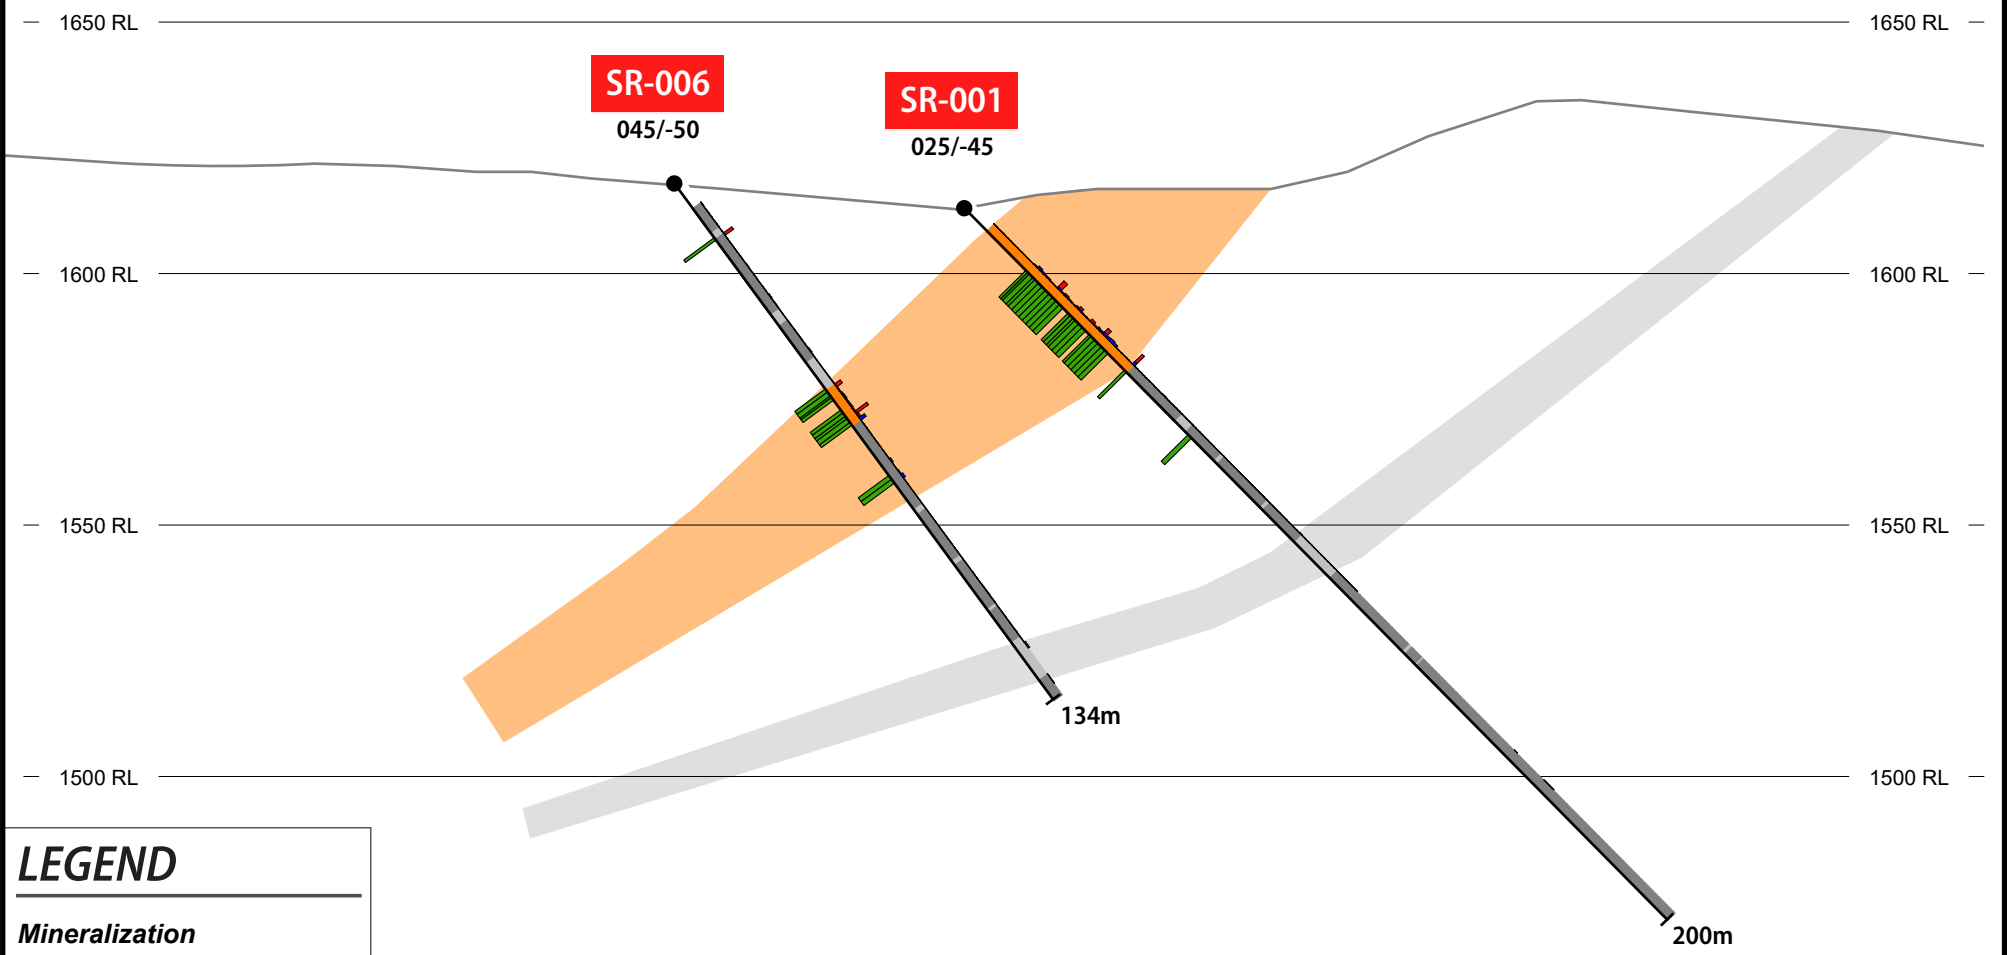 1650 RL
1650 RL
SR-006
045/-50
SR-001
025/-45
1600 RL
1600 RL
1550 RL
1550 RL
134m
1500 RL
1500 RL
LEGEND
Mineralization
200m